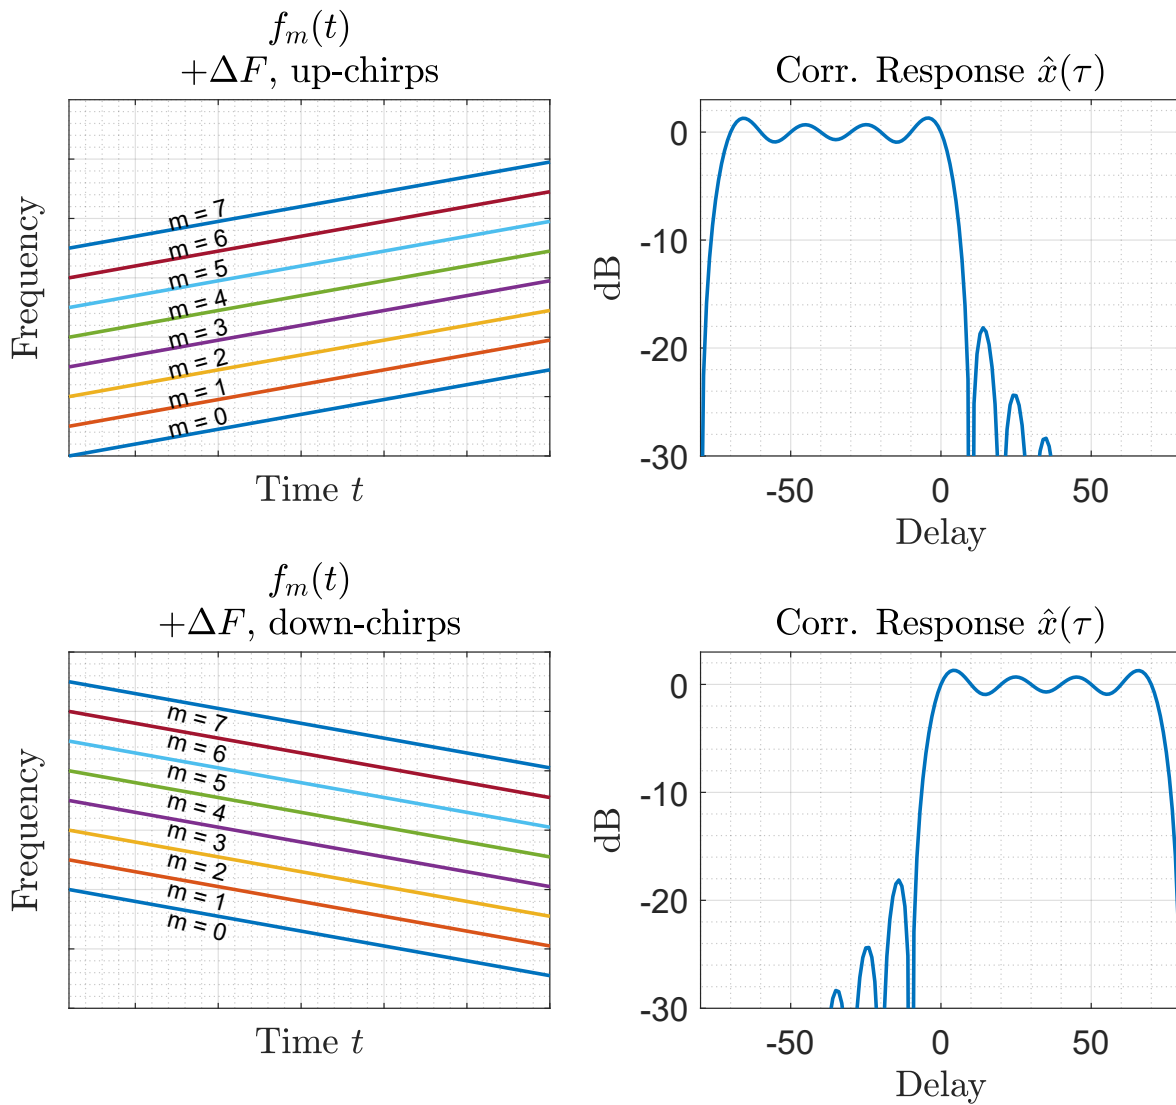 f_m(t)
+ΔF, up-chirps
Frequency
m = 7
m = 6
m = 5
m = 4
m = 3
m = 2
m = 1
m = 0
Time t
Corr. Response x̂(τ)
dB
0
-10
-20
-30
-50 0 50
Delay
f_m(t)
+ΔF, down-chirps
Frequency
m = 7
m = 6
m = 5
m = 4
m = 3
m = 2
m = 1
m = 0
Time t
Corr. Response x̂(τ)
dB
0
-10
-20
-30
-50 0 50
Delay